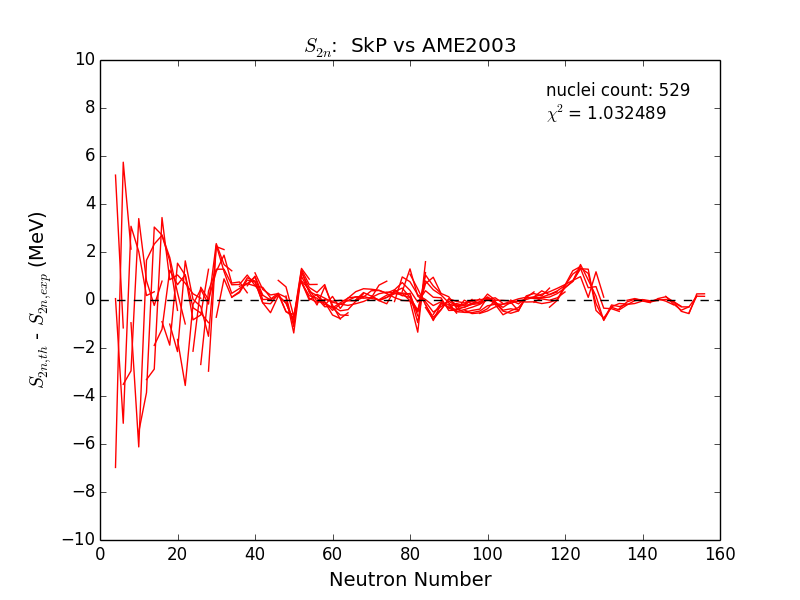 S2n: SkP vs AME2003
nuclei count: 529
χ2 = 1.032489
10
8
6
4
2
0
−2
−4
−6
−8
−10
S2n,th - S2n,exp (MeV)
0 20 40 60 80 100 120 140 160
Neutron Number